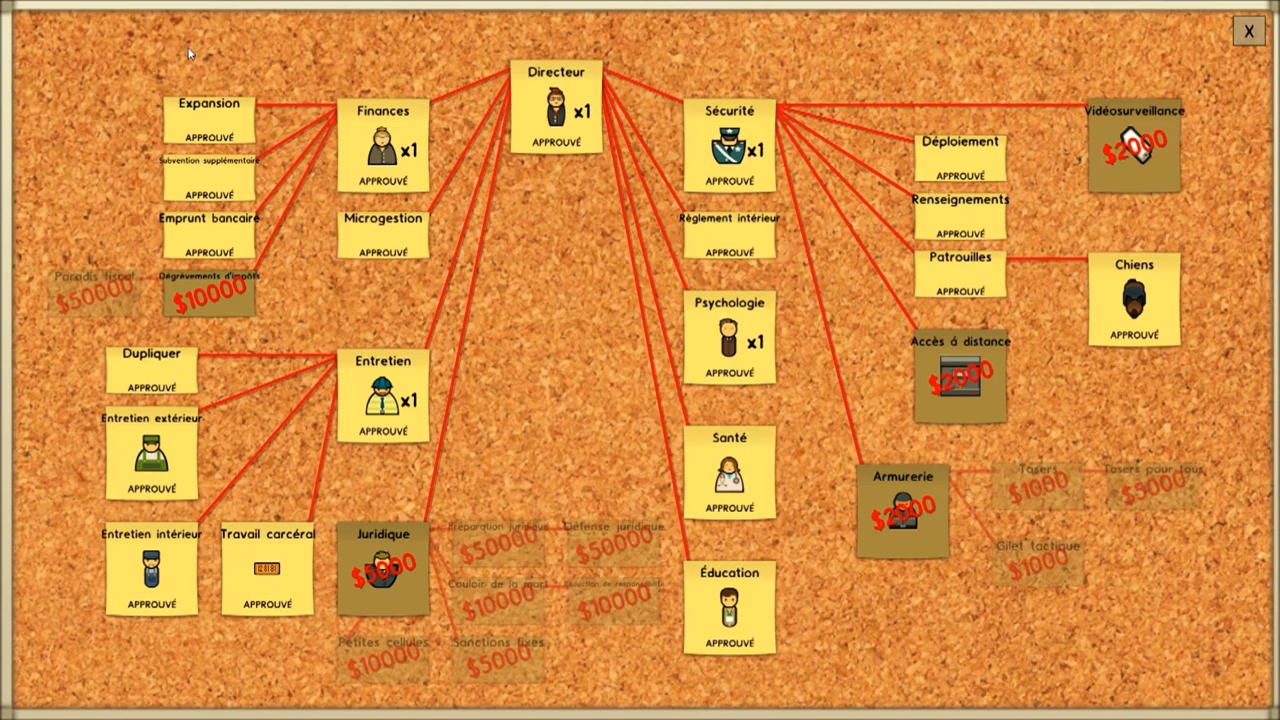 X
Directeur
x1
APPROUVÉ
Expansion
APPROUVÉ
Subvention supplémentaire
APPROUVÉ
Emprunt bancaire
APPROUVÉ
Paradis fiscal
$50000
Dégrèvements d'impôts
$10000
Finances
x1
APPROUVÉ
Microgestion
APPROUVÉ
Dupliquer
APPROUVÉ
Entretien extérieur
APPROUVÉ
Entretien intérieur
APPROUVÉ
Travail carcéral
APPROUVÉ
Entretien
x1
APPROUVÉ
Juridique
$5000
Préparation juridique
$50000
Défense juridique
$50000
Couloir de la mort
$10000
Réduction de responsabilité
$10000
Petites cellules
$10000
Sanctions fixes
$5000
Sécurité
x1
APPROUVÉ
Règlement intérieur
APPROUVÉ
Psychologie
x1
APPROUVÉ
Santé
APPROUVÉ
Éducation
APPROUVÉ
Déploiement
APPROUVÉ
Renseignements
APPROUVÉ
Patrouilles
APPROUVÉ
Accès á distance
$2000
Vidéosurveillance
$2000
Chiens
APPROUVÉ
Armurerie
$2000
Tasers
$1000
Tasers pour tous
$5000
Gilet tactique
$1000